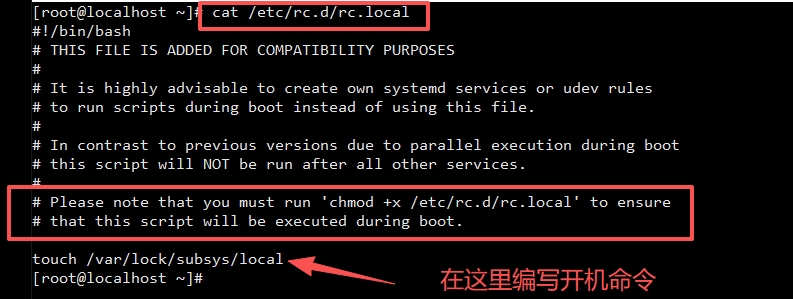 [root@localhost ~]# cat /etc/rc.d/rc.local
#!/bin/bash
# THIS FILE IS ADDED FOR COMPATIBILITY PURPOSES
#
# It is highly advisable to create own systemd services or udev rules
# to run scripts during boot instead of using this file.
#
# In contrast to previous versions due to parallel execution during boot
# this script will NOT be run after all other services.
#
# Please note that you must run 'chmod +x /etc/rc.d/rc.local' to ensure
# that this script will be executed during boot.
touch /var/lock/subsys/local
[root@localhost ~]#
在这里编写开机命令